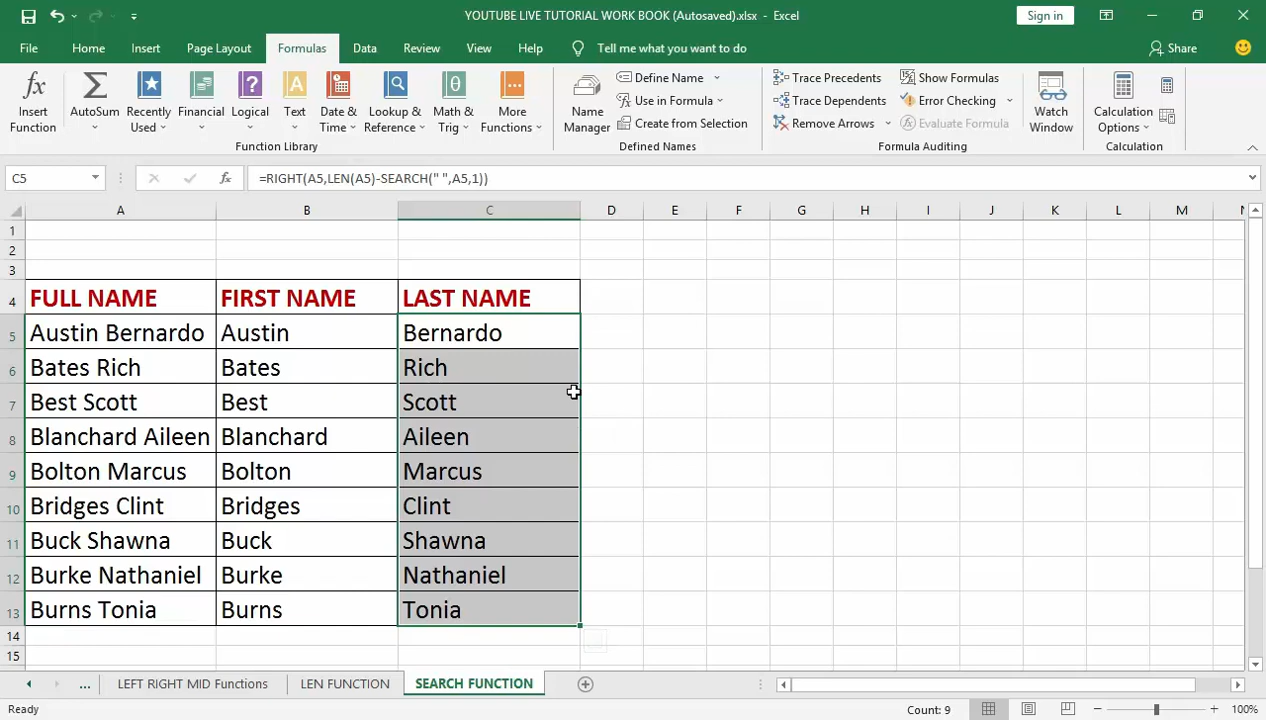 YOUTUBE LIVE TUTORIAL WORK BOOK (Autosaved).xlsx - Excel
Sign in
File Home Insert Page Layout Formulas Data Review View Help Tell me what you want to do Share
Insert Function
AutoSum
Recently Used
Financial
Logical
Text
Date & Time
Lookup & Reference
Math & Trig
More Functions
Function Library
Name Manager
Define Name
Use in Formula
Create from Selection
Defined Names
Trace Precedents
Trace Dependents
Remove Arrows
Show Formulas
Error Checking
Evaluate Formula
Formula Auditing
Watch Window
Calculation Options
Calculation
C5 fx =RIGHT(A5,LEN(A5)-SEARCH(" ",A5,1))
A B C D E F G H I J K L M N
1
2
3
4 FULL NAME FIRST NAME LAST NAME
5 Austin Bernardo Austin Bernardo
6 Bates Rich Bates Rich
7 Best Scott Best Scott
8 Blanchard Aileen Blanchard Aileen
9 Bolton Marcus Bolton Marcus
10 Bridges Clint Bridges Clint
11 Buck Shawna Buck Shawna
12 Burke Nathaniel Burke Nathaniel
13 Burns Tonia Burns Tonia
14
15
... LEFT RIGHT MID Functions LEN FUNCTION SEARCH FUNCTION
Ready Count: 9 100%